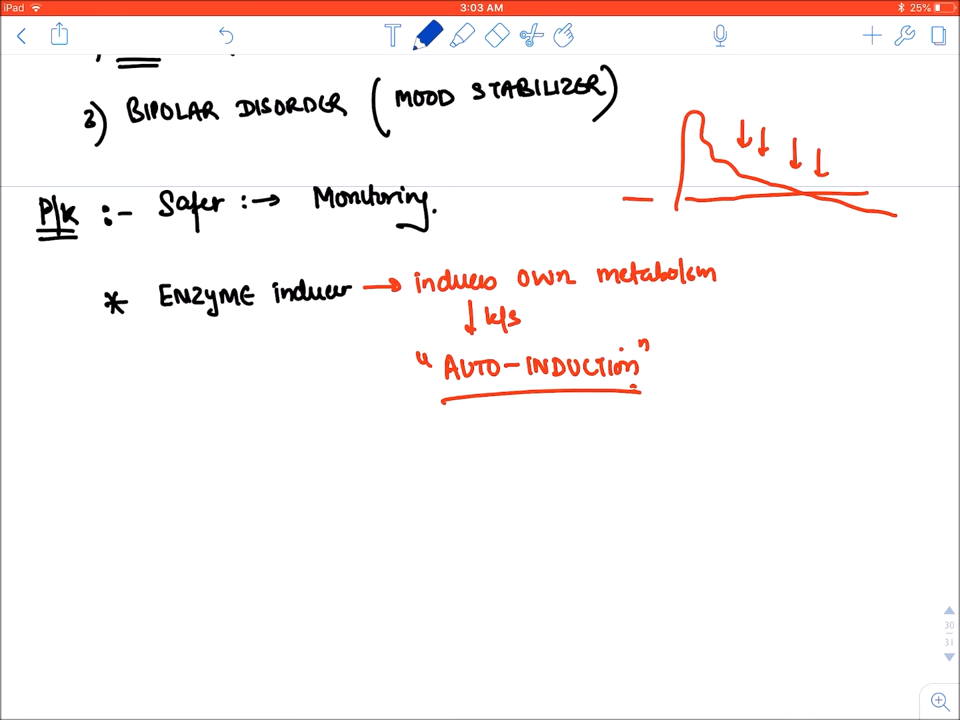 iPad 3:03 AM 25%
T
3) BIPOLAR DISORDER (MOOD STABILIZER)
P/K :- Safer :→ Monitoring.
* ENZYME inducer → induces own metabolism
↓ k/s
"AUTO-INDUCTION"
30
31